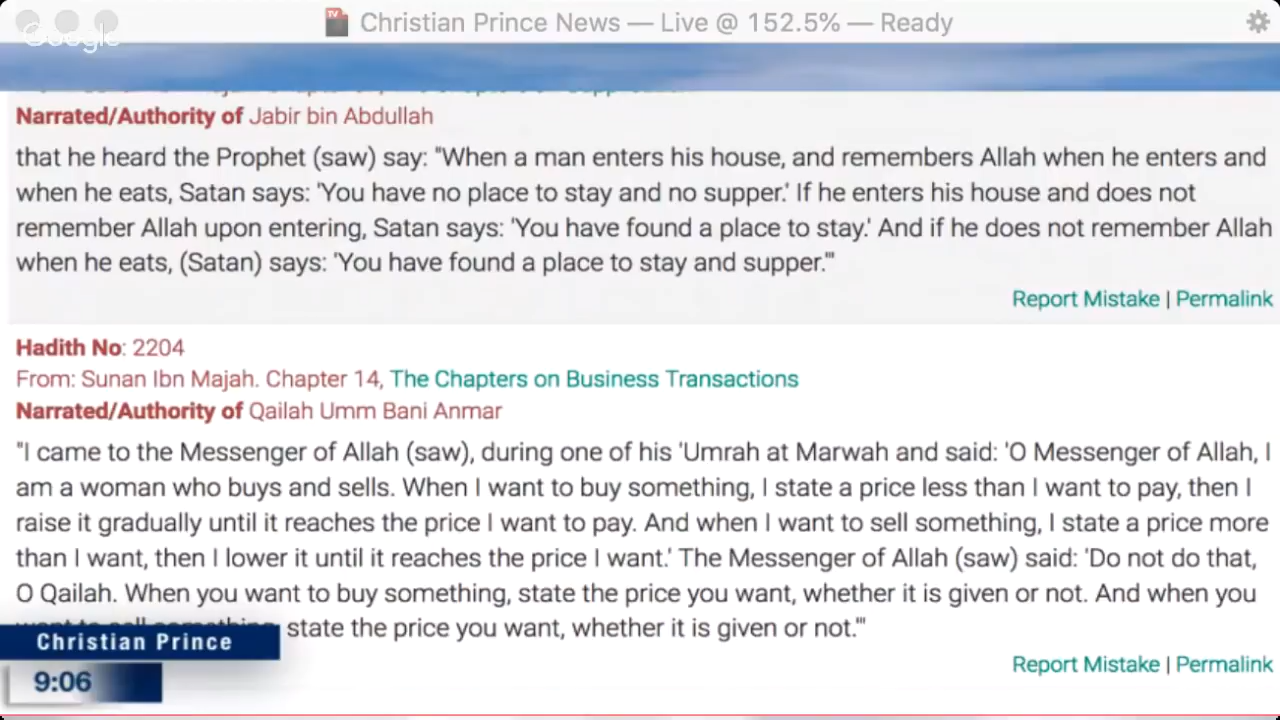 Christian Prince News — Live @ 152.5% — Ready
Google
TV
Narrated/Authority of Jabir bin Abdullah
that he heard the Prophet (saw) say: "When a man enters his house, and remembers Allah when he enters and
when he eats, Satan says: 'You have no place to stay and no supper.' If he enters his house and does not
remember Allah upon entering, Satan says: 'You have found a place to stay.' And if he does not remember Allah
when he eats, (Satan) says: 'You have found a place to stay and supper.'"
Report Mistake | Permalink
Hadith No: 2204
From: Sunan Ibn Majah. Chapter 14, The Chapters on Business Transactions
Narrated/Authority of Qailah Umm Bani Anmar
"I came to the Messenger of Allah (saw), during one of his 'Umrah at Marwah and said: 'O Messenger of Allah, I
am a woman who buys and sells. When I want to buy something, I state a price less than I want to pay, then I
raise it gradually until it reaches the price I want to pay. And when I want to sell something, I state a price more
than I want, then I lower it until it reaches the price I want.' The Messenger of Allah (saw) said: 'Do not do that,
O Qailah. When you want to buy something, state the price you want, whether it is given or not. And when you
want to sell something, state the price you want, whether it is given or not.'"
Christian Prince
Report Mistake | Permalink
9:06